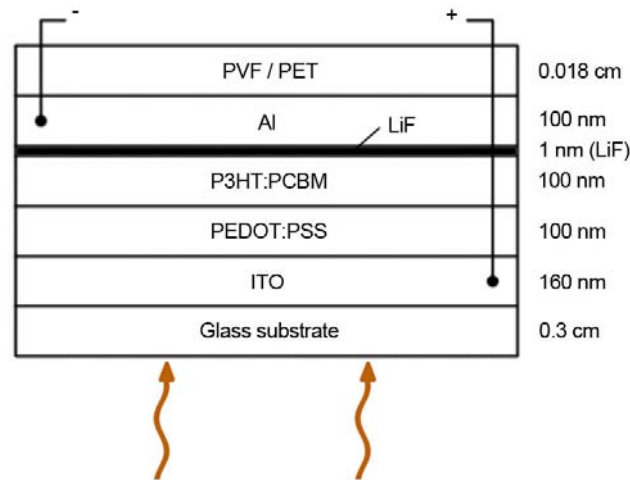 - +
PVF / PET 0.018 cm
Al 100 nm
LiF
1 nm (LiF)
P3HT:PCBM 100 nm
PEDOT:PSS 100 nm
ITO 160 nm
Glass substrate 0.3 cm